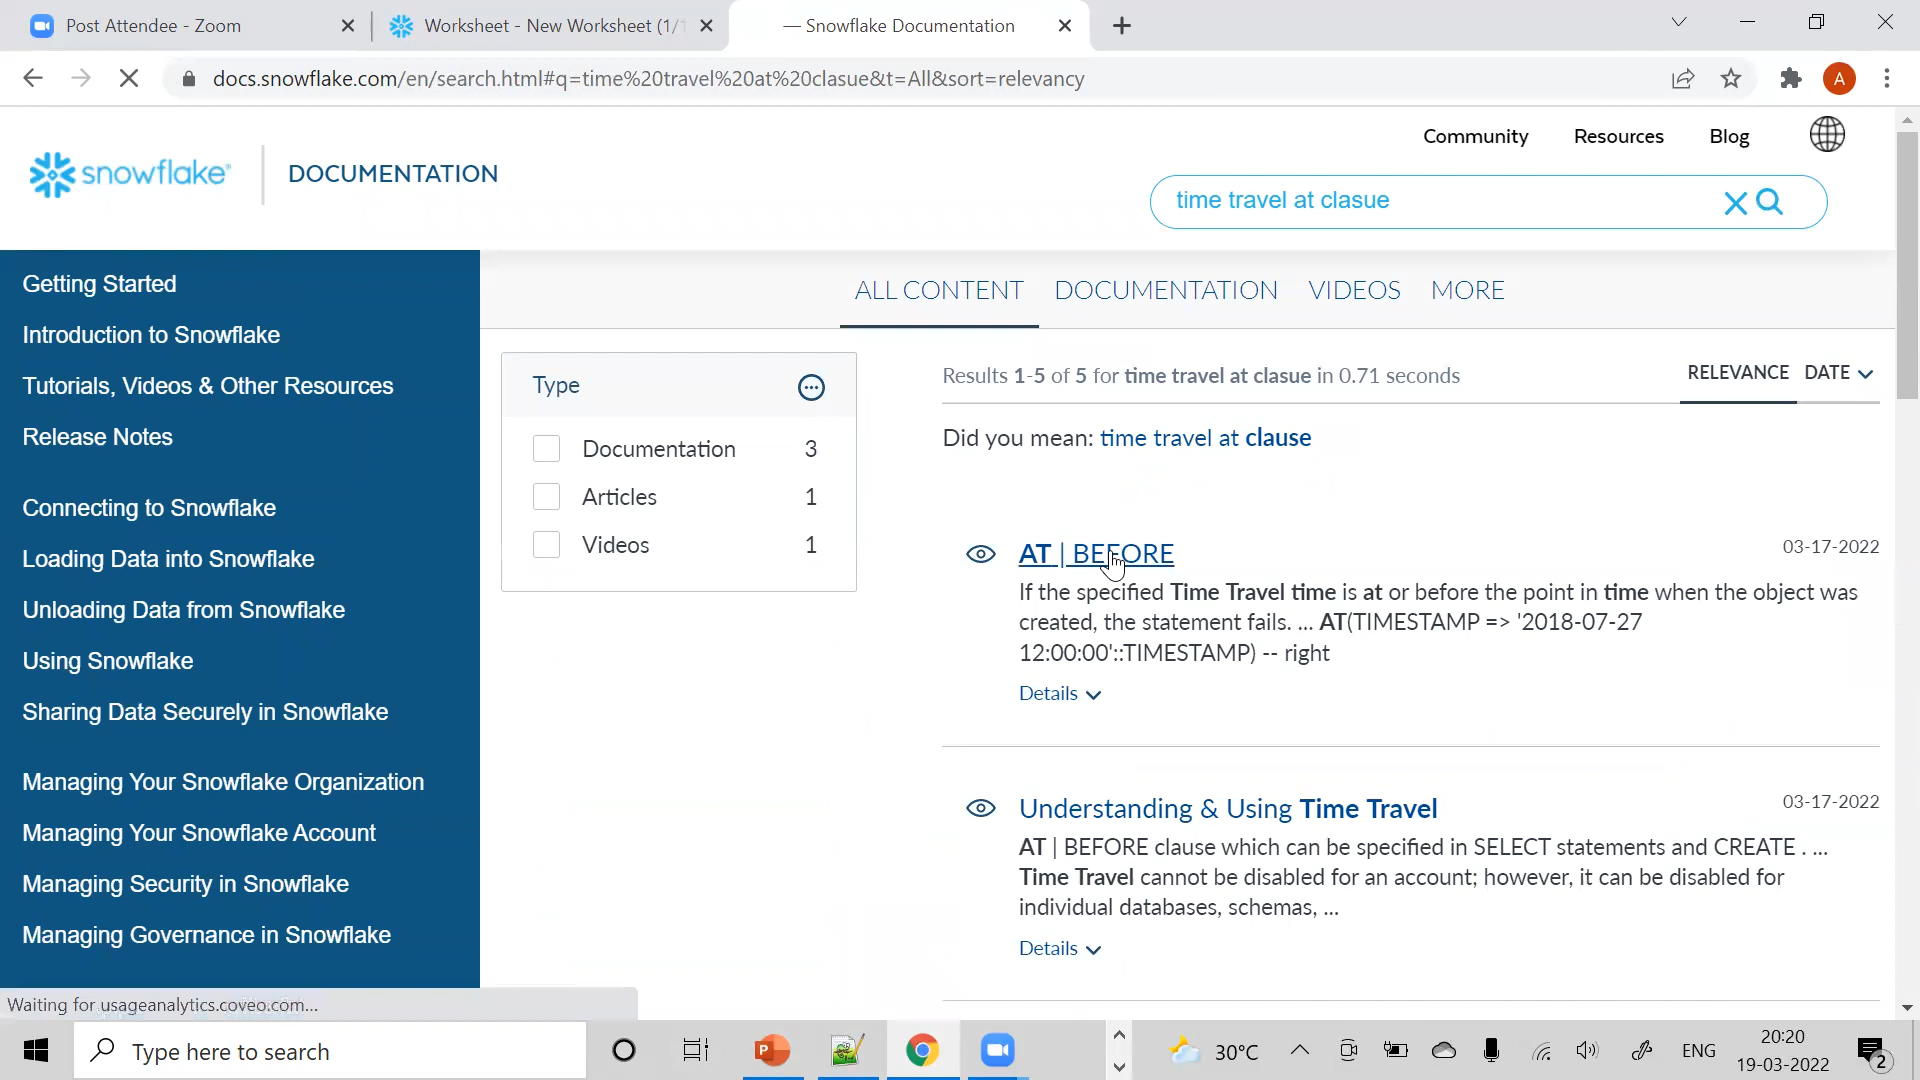 Post Attendee - Zoom
Worksheet - New Worksheet (1/
— Snowflake Documentation
docs.snowflake.com/en/search.html#q=time%20travel%20at%20clasue&t=All&sort=relevancy
A
Community
Resources
Blog
snowflake®
DOCUMENTATION
time travel at clasue
Getting Started
Introduction to Snowflake
Tutorials, Videos & Other Resources
Release Notes
Connecting to Snowflake
Loading Data into Snowflake
Unloading Data from Snowflake
Using Snowflake
Sharing Data Securely in Snowflake
Managing Your Snowflake Organization
Managing Your Snowflake Account
Managing Security in Snowflake
Managing Governance in Snowflake
ALL CONTENT
DOCUMENTATION
VIDEOS
MORE
Type
Documentation 3
Articles 1
Videos 1
Results 1-5 of 5 for time travel at clasue in 0.71 seconds
RELEVANCE
DATE
Did you mean: time travel at clause
AT | BEFORE
03-17-2022
If the specified Time Travel time is at or before the point in time when the object was
created, the statement fails. ... AT(TIMESTAMP => '2018-07-27
12:00:00'::TIMESTAMP) -- right
Details
Understanding & Using Time Travel
03-17-2022
AT | BEFORE clause which can be specified in SELECT statements and CREATE . ...
Time Travel cannot be disabled for an account; however, it can be disabled for
individual databases, schemas, ...
Details
Waiting for usageanalytics.coveo.com...
Type here to search
P
30°C
ENG
20:20
19-03-2022
2